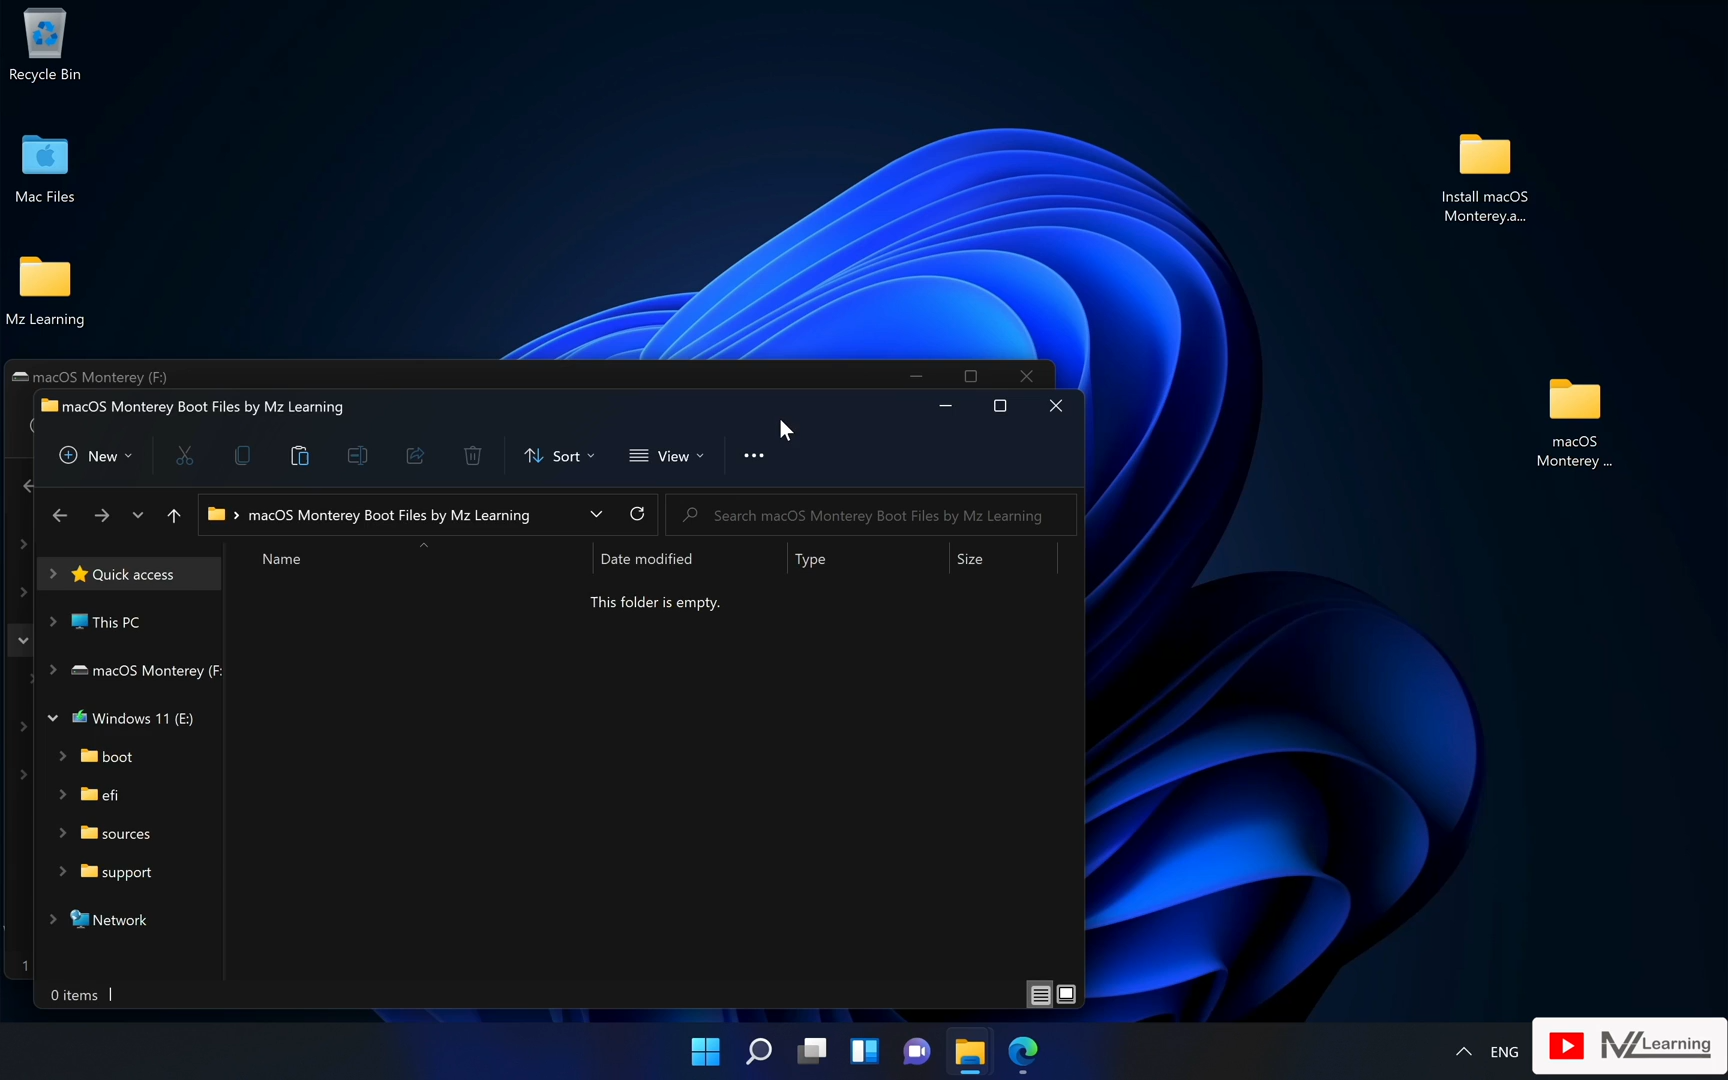 Recycle Bin
Mac Files
Mz Learning
Install macOS
Monterey.a...
macOS
Monterey ...
macOS Monterey (F:)
macOS Monterey Boot Files by Mz Learning
New
Sort
View
macOS Monterey Boot Files by Mz Learning
Search macOS Monterey Boot Files by Mz Learning
Name
Date modified
Type
Size
This folder is empty.
Quick access
This PC
macOS Monterey (F:
Windows 11 (E:)
boot
efi
sources
support
Network
1
0 items
ENG
MZ Learning